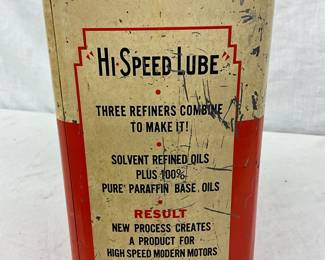 "HI·SPEED LUBE"
THREE REFINERS COMBINE
TO MAKE IT!
SOLVENT REFINED OILS
PLUS 100%
PURE PARAFFIN BASE OILS
RESULT
NEW PROCESS CREATES
A PRODUCT FOR
HIGH SPEED MODERN MOTORS